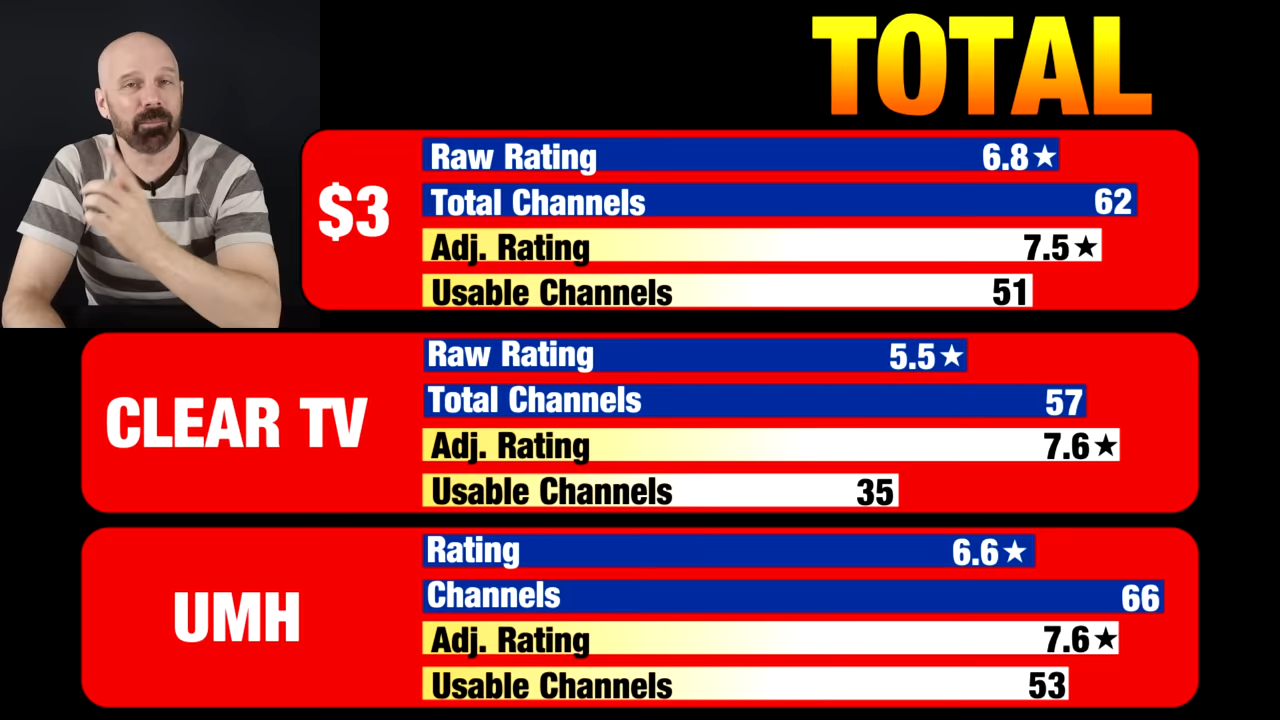 TOTAL
$3
Raw Rating 6.8★
Total Channels 62
Adj. Rating 7.5★
Usable Channels 51
CLEAR TV
Raw Rating 5.5★
Total Channels 57
Adj. Rating 7.6★
Usable Channels 35
UMH
Rating 6.6★
Channels 66
Adj. Rating 7.6★
Usable Channels 53